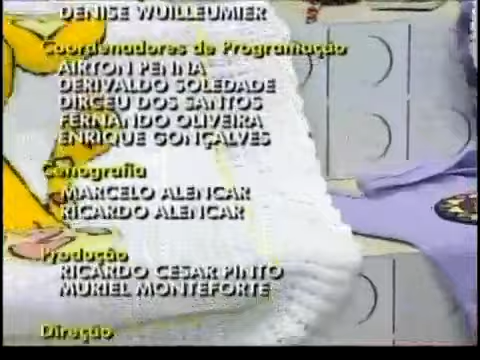 DENISE WUILLEUMIER
Coordenadores de Programação
AIRTON PENNA
DERIVALDO SOLEDADE
DIRCEU DOS SANTOS
FERNANDO OLIVEIRA
ENRIQUE GONÇALVES
Cenografia
MARCELO ALENCAR
RICARDO ALENCAR
Produção
RICARDO CESAR PINTO
MURIEL MONTEFORTE
Direção